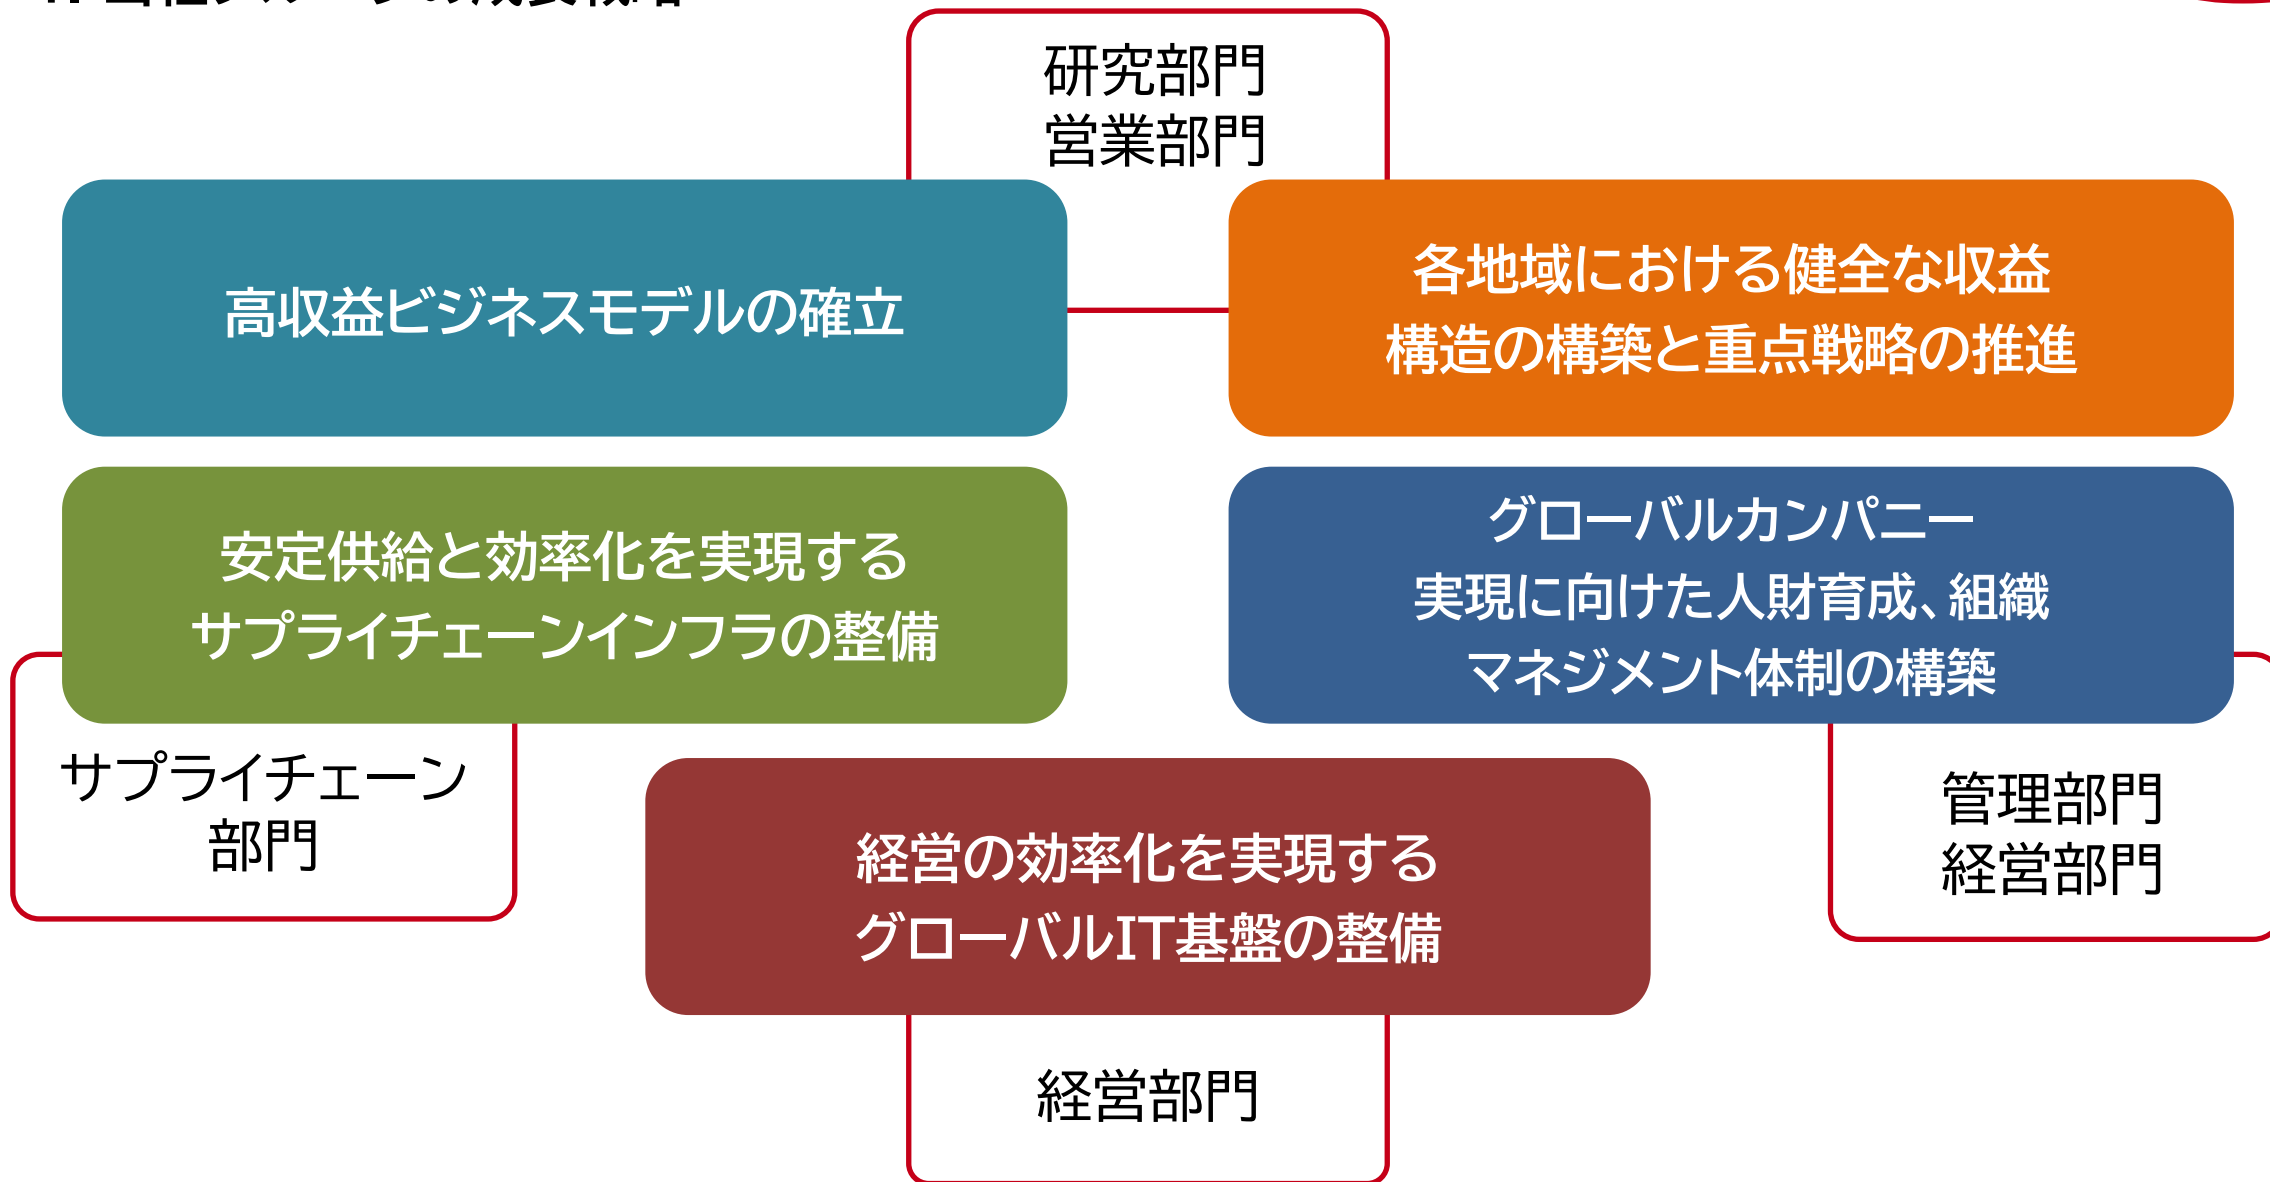 研究部門
営業部門
高収益ビジネスモデルの確立
各地域における健全な収益
構造の構築と重点戦略の推進
安定供給と効率化を実現する
サプライチェーンインフラの整備
グローバルカンパニー
実現に向けた人財育成、組織
マネジメント体制の構築
サプライチェーン
部門
経営の効率化を実現する
グローバルIT基盤の整備
管理部門
経営部門
経営部門